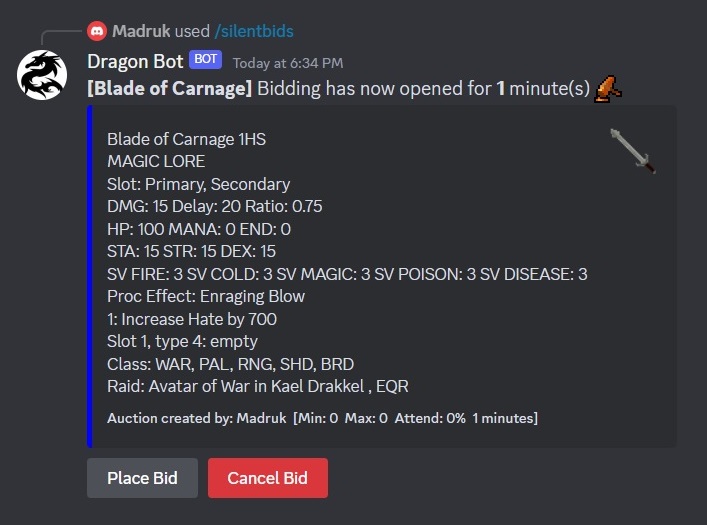 Madruk used /silentbids
Dragon Bot BOT Today at 6:34 PM
[Blade of Carnage] Bidding has now opened for 1 minute(s)
Blade of Carnage 1HS
MAGIC LORE
Slot: Primary, Secondary
DMG: 15 Delay: 20 Ratio: 0.75
HP: 100 MANA: 0 END: 0
STA: 15 STR: 15 DEX: 15
SV FIRE: 3 SV COLD: 3 SV MAGIC: 3 SV POISON: 3 SV DISEASE: 3
Proc Effect: Enraging Blow
1: Increase Hate by 700
Slot 1, type 4: empty
Class: WAR, PAL, RNG, SHD, BRD
Raid: Avatar of War in Kael Drakkel , EQR
Auction created by: Madruk [Min: 0 Max: 0 Attend: 0% 1 minutes]
Place Bid Cancel Bid